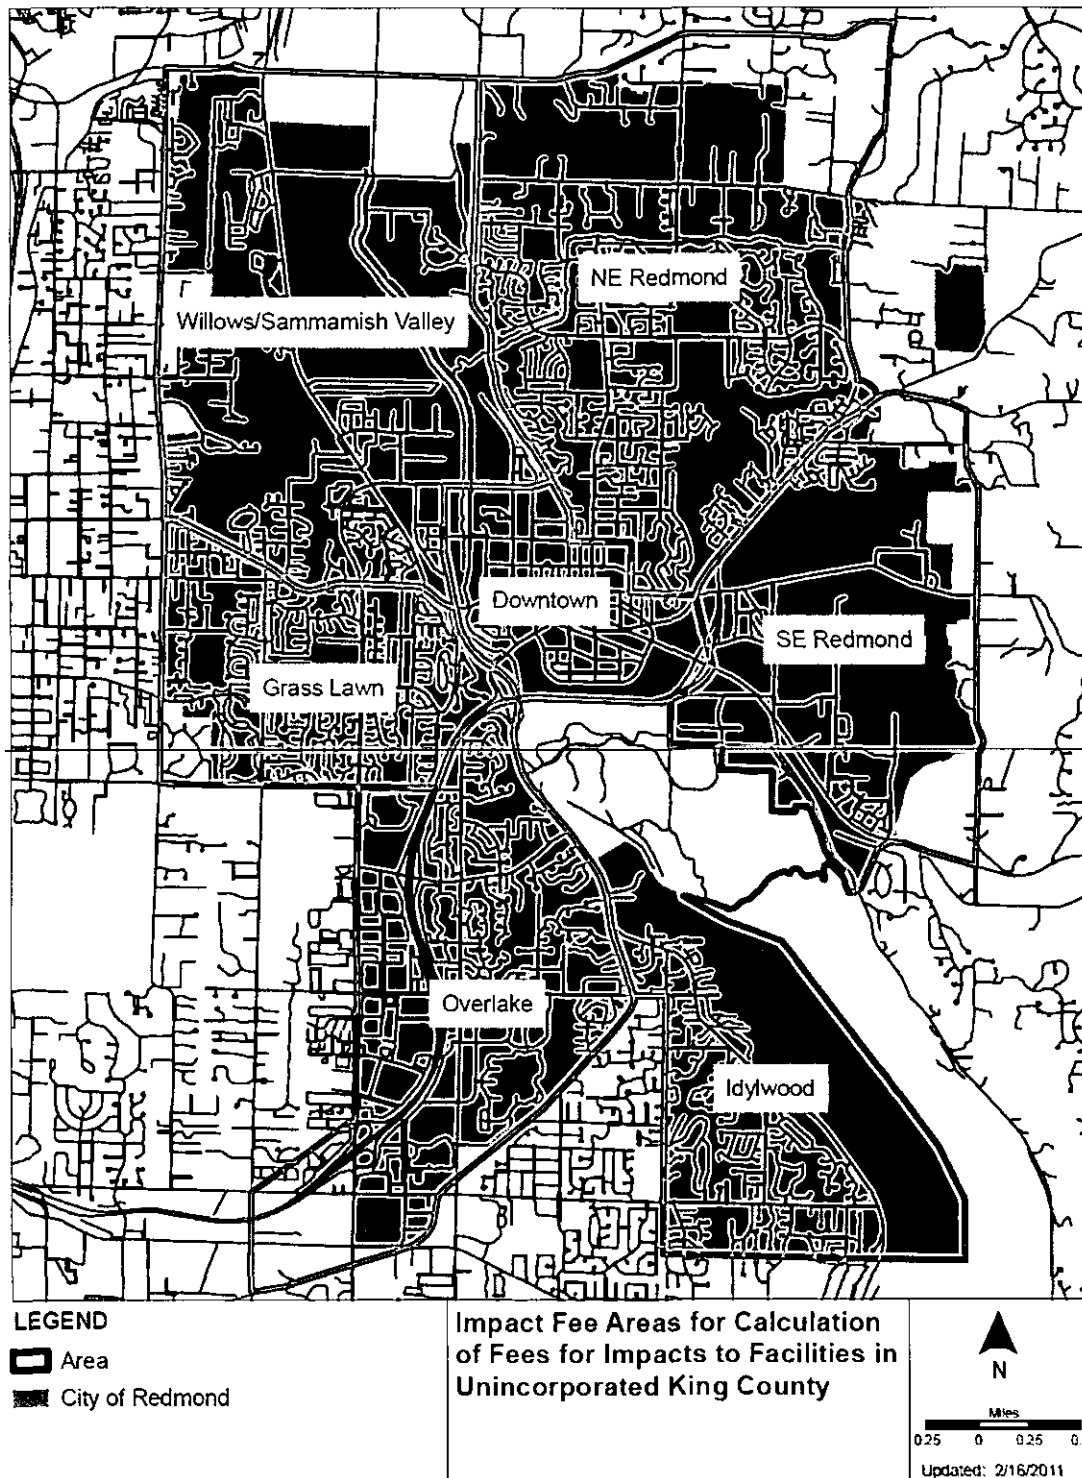 NE Redmond
Willows/Sammamish Valley
Downtown
SE Redmond
Grass Lawn
Overlake
Idylwood
LEGEND
Area
City of Redmond
Impact Fee Areas for Calculation
of Fees for Impacts to Facilities in
Unincorporated King County
N
Miles
0.25 0 0.25 0.
Updated: 2/16/2011